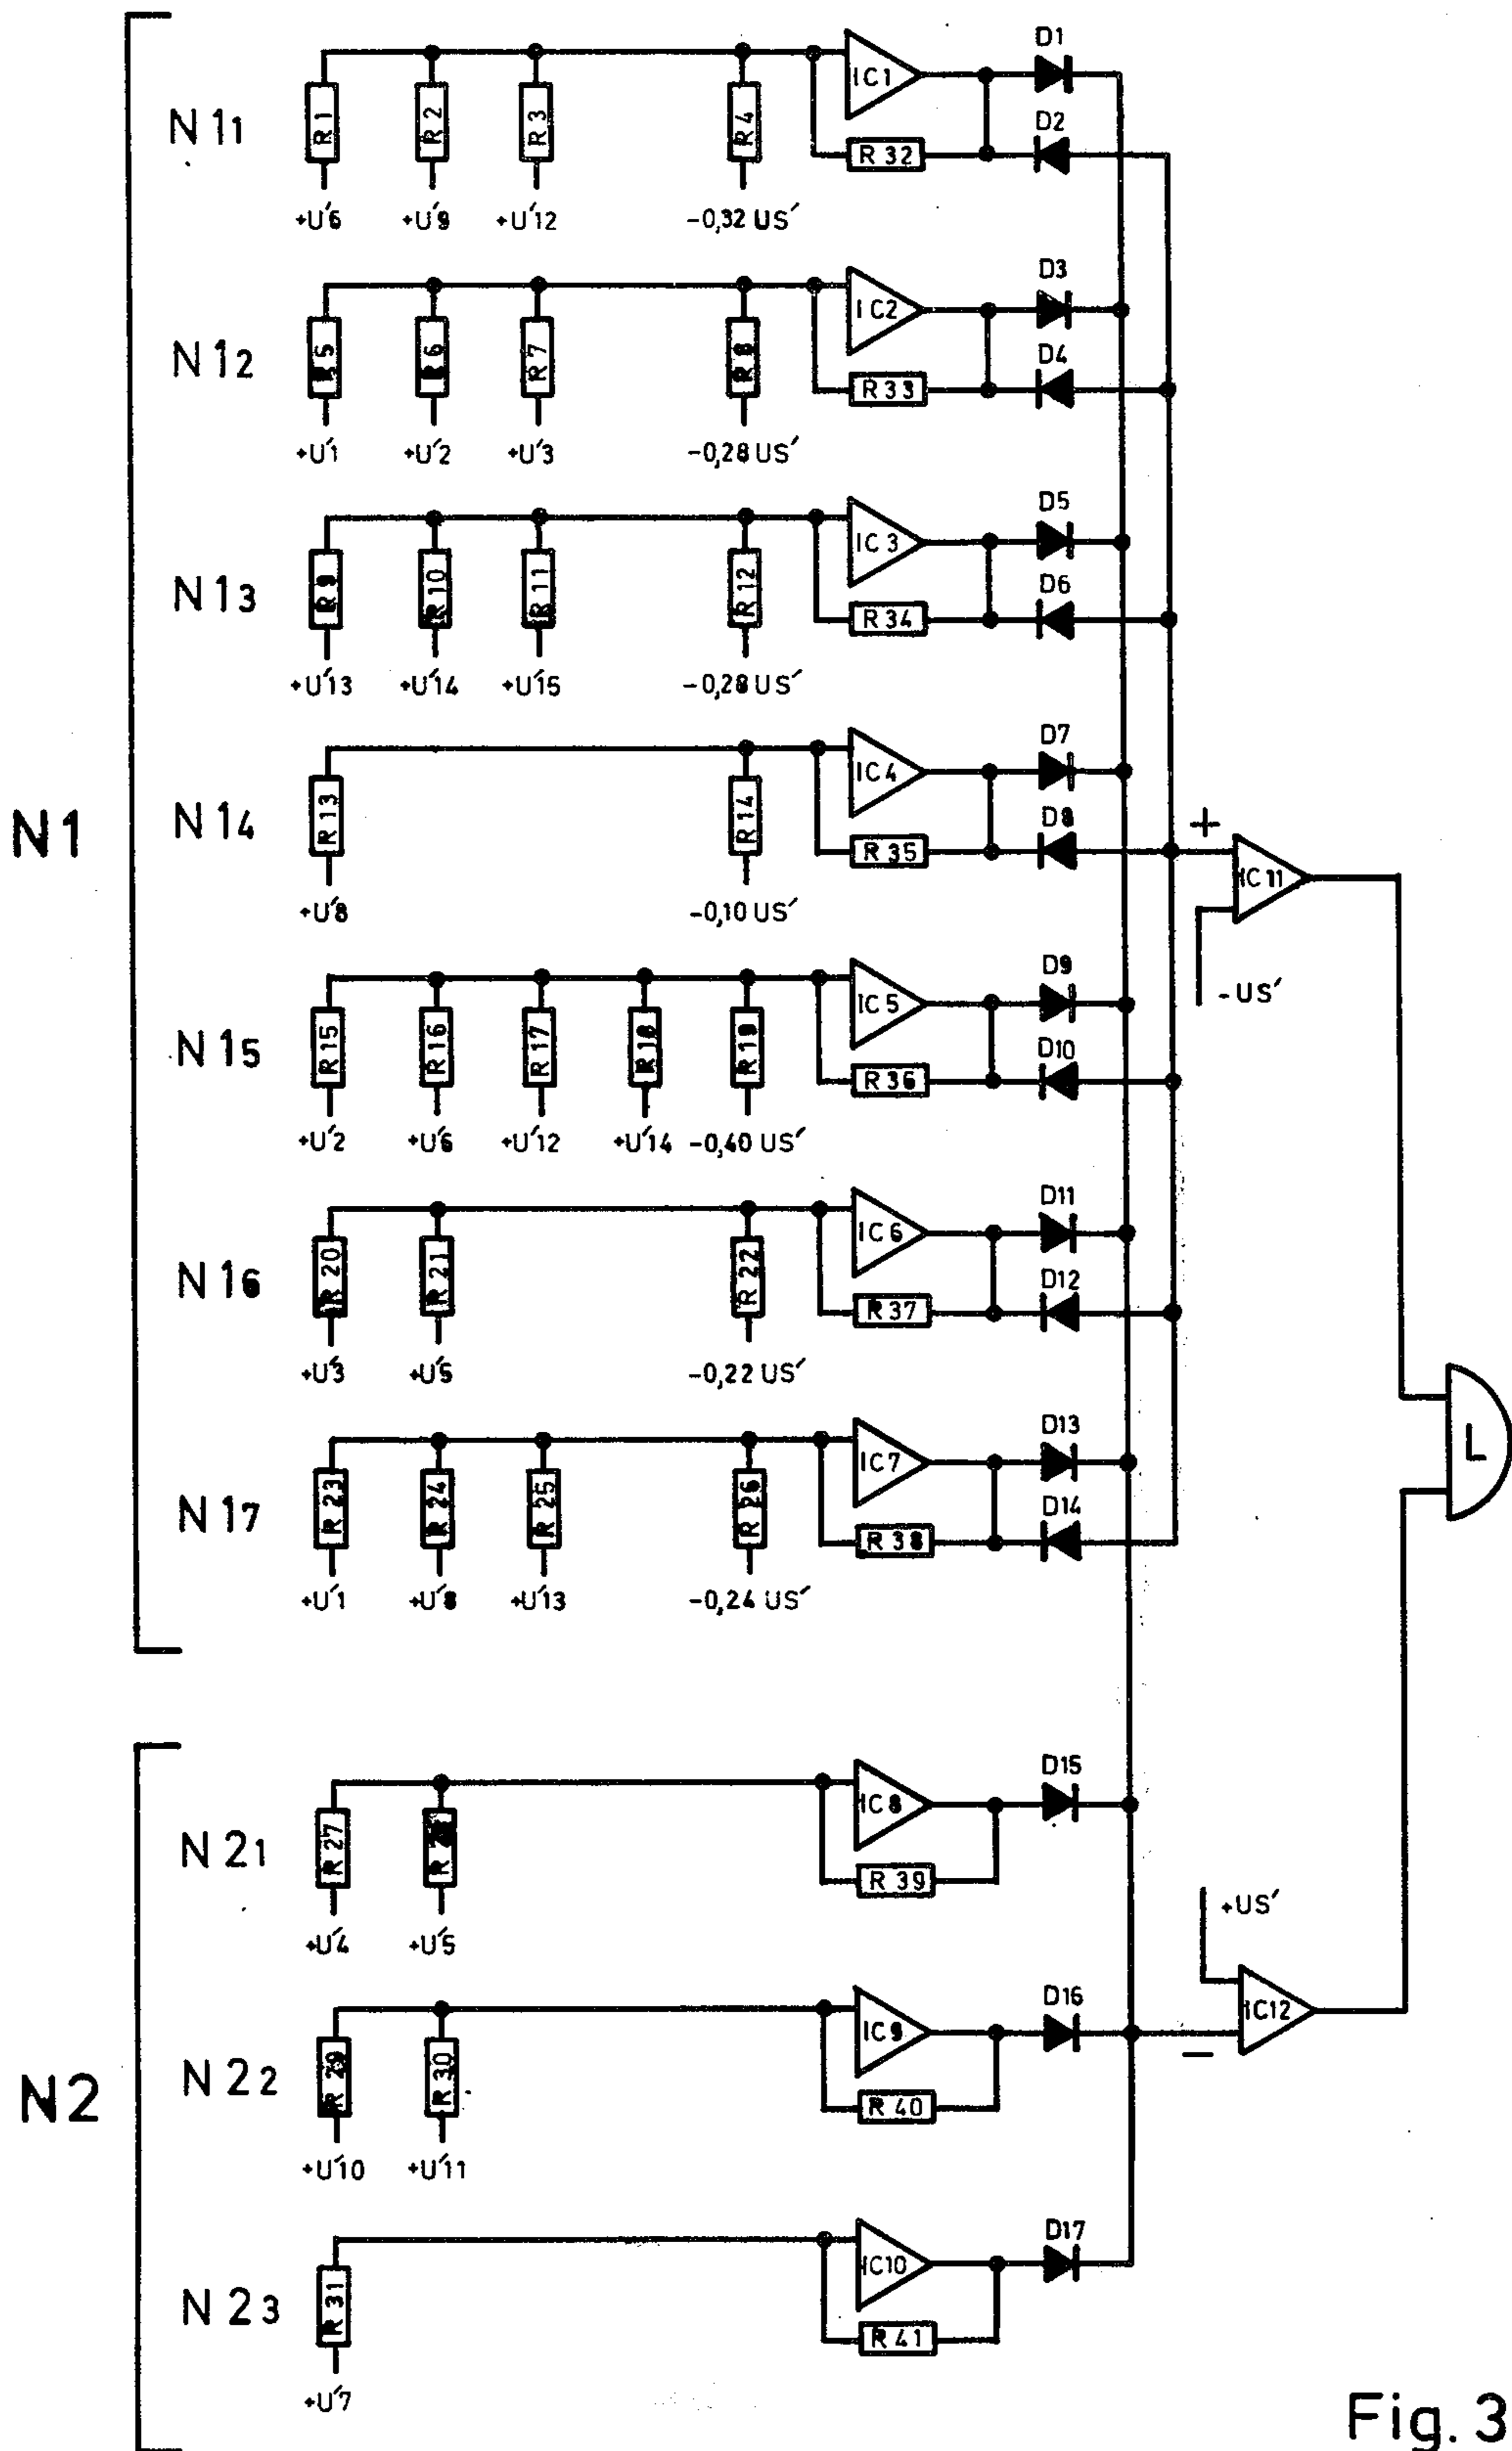 N1
N11
R1
R2
R3
R4
IC1
R32
D1
D2
+U'6
+U'9
+U'12
-0,32 US'
N12
R5
R6
R7
R8
IC2
R33
D3
D4
+U'1
+U'2
+U'3
-0,28 US'
N13
R9
R10
R11
R12
IC3
R34
D5
D6
+U'13
+U'14
+U'15
-0,28 US'
N14
R13
R14
IC4
R35
D7
D8
+U'8
-0,10 US'
+
IC11
-US'
N15
R15
R16
R17
R18
R19
IC5
R36
D9
D10
+U'2
+U'6
+U'12
+U'14
-0,40 US'
N16
R20
R21
R22
IC6
R37
D11
D12
+U'3
+U'5
-0,22 US'
L
N17
R23
R24
R25
R26
IC7
R38
D13
D14
+U'1
+U'8
+U'13
-0,24 US'
N2
N21
R27
IC8
R39
D15
+U'4
+U'5
+US'
IC12
−
N22
R29
R30
IC9
R40
D16
+U'10
+U'11
N23
R31
IC10
R41
D17
+U'7
Fig. 3